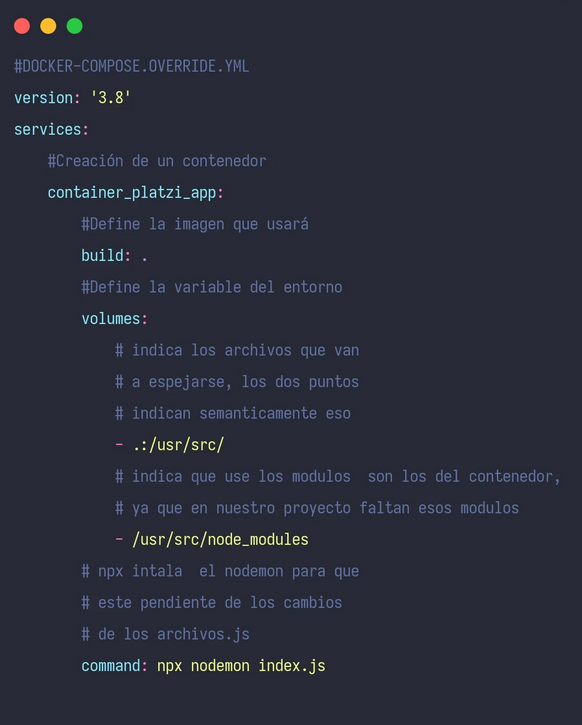 #DOCKER-COMPOSE.OVERRIDE.YML
version: '3.8'
services:
    #Creación de un contenedor
    container_platzi_app:
        #Define la imagen que usará
        build: .
        #Define la variable del entorno
        volumes:
            # indica los archivos que van
            # a espejarse, los dos puntos
            # indican semanticamente eso
            - .:/usr/src/
            # indica que use los modulos  son los del contenedor,
            # ya que en nuestro proyecto faltan esos modulos
            - /usr/src/node_modules
        # npx intala  el nodemon para que
        # este pendiente de los cambios
        # de los archivos.js
        command: npx nodemon index.js